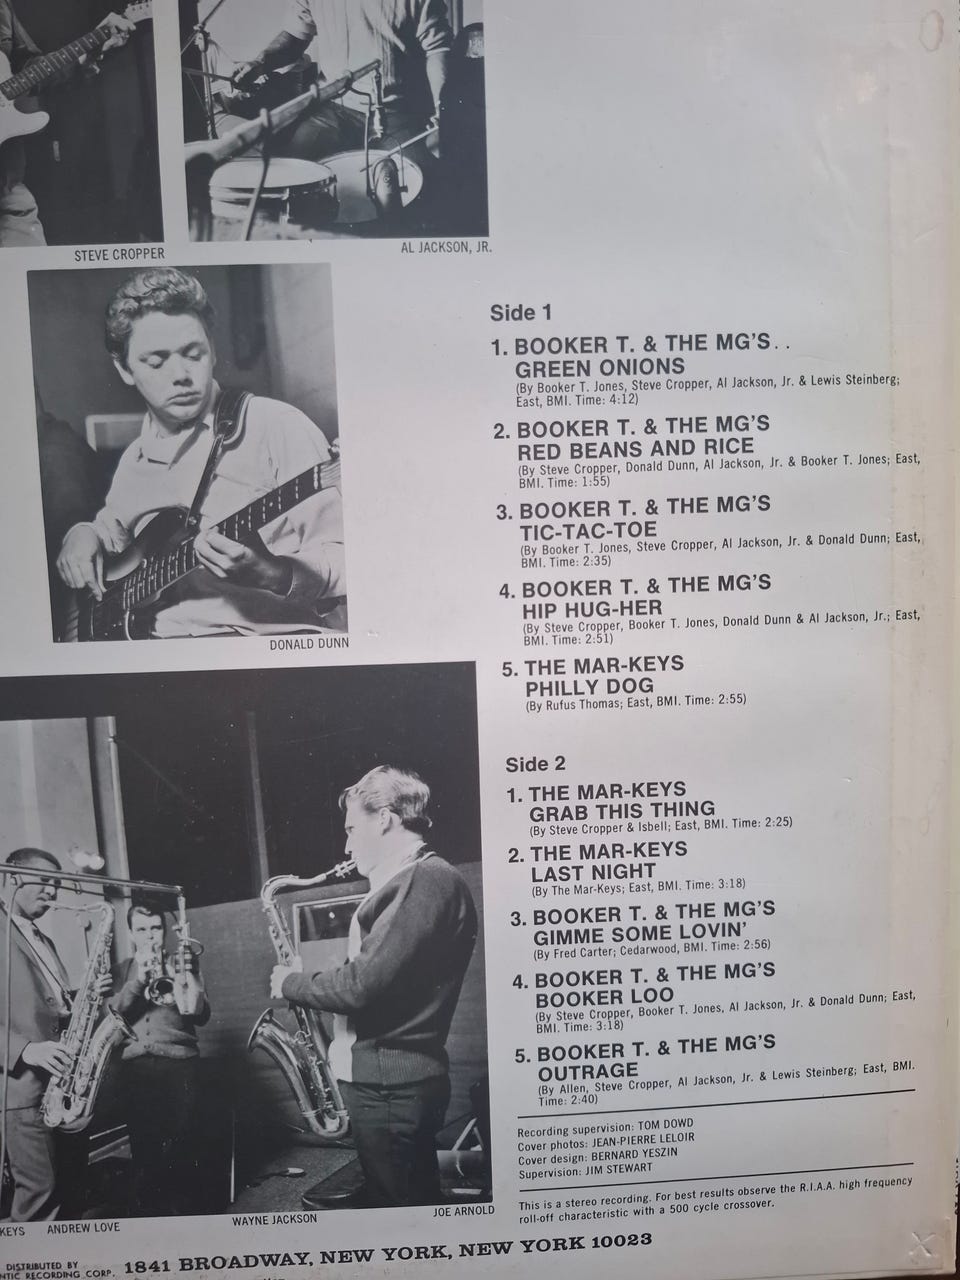 STEVE CROPPER
AL JACKSON, JR.
DONALD DUNN
Side 1
1. BOOKER T. & THE MG'S . .
GREEN ONIONS
(By Booker T. Jones, Steve Cropper, Al Jackson, Jr. & Lewis Steinberg;
East, BMI. Time: 4:12)
2. BOOKER T. & THE MG'S
RED BEANS AND RICE
(By Steve Cropper, Donald Dunn, Al Jackson, Jr. & Booker T. Jones; East,
BMI. Time: 1:55)
3. BOOKER T. & THE MG'S
TIC-TAC-TOE
(By Booker T. Jones, Steve Cropper, Al Jackson, Jr. & Donald Dunn; East,
BMI. Time: 2:35)
4. BOOKER T. & THE MG'S
HIP HUG-HER
(By Steve Cropper, Booker T. Jones, Donald Dunn & Al Jackson, Jr.; East,
BMI. Time: 2:51)
5. THE MAR-KEYS
PHILLY DOG
(By Rufus Thomas; East, BMI. Time: 2:55)
Side 2
1. THE MAR-KEYS
GRAB THIS THING
(By Steve Cropper & Isbell; East, BMI. Time: 2:25)
2. THE MAR-KEYS
LAST NIGHT
(By The Mar-Keys; East, BMI. Time: 3:18)
3. BOOKER T. & THE MG'S
GIMME SOME LOVIN'
(By Fred Carter; Cedarwood, BMI. Time: 2:56)
4. BOOKER T. & THE MG'S
BOOKER LOO
(By Steve Cropper, Booker T. Jones, Al Jackson, Jr. & Donald Dunn; East,
BMI. Time: 3:18)
5. BOOKER T. & THE MG'S
OUTRAGE
(By Allen, Steve Cropper, Al Jackson, Jr. & Lewis Steinberg; East, BMI.
Time: 2:40)
Recording supervision: TOM DOWD
Cover photos: JEAN-PIERRE LELOIR
Cover design: BERNARD YESZIN
Supervision: JIM STEWART
This is a stereo recording. For best results observe the R.I.A.A. high frequency
roll-off characteristic with a 500 cycle crossover.
KEYS
ANDREW LOVE
WAYNE JACKSON
JOE ARNOLD
DISTRIBUTED BY
NTIC RECORDING CORP.
1841 BROADWAY, NEW YORK, NEW YORK 10023